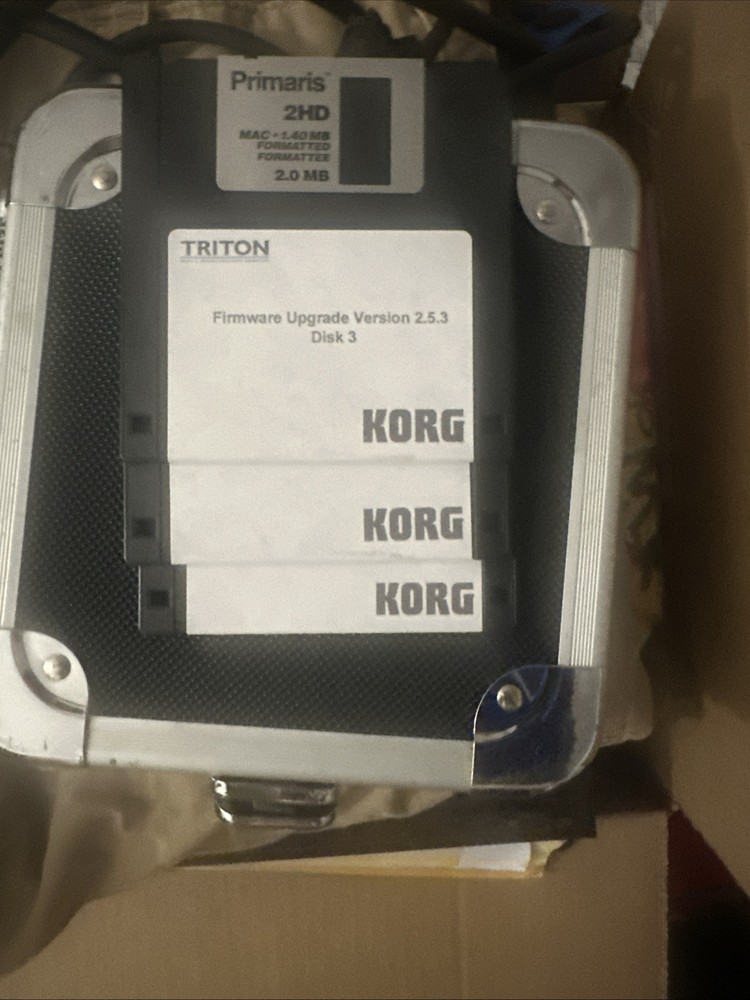 Primaris™
2HD
MAC • 1.40 MB
FORMATTED
FORMATTEE
2.0 MB
TRITON
Firmware Upgrade Version 2.5.3
Disk 3
KORG
KORG
KORG